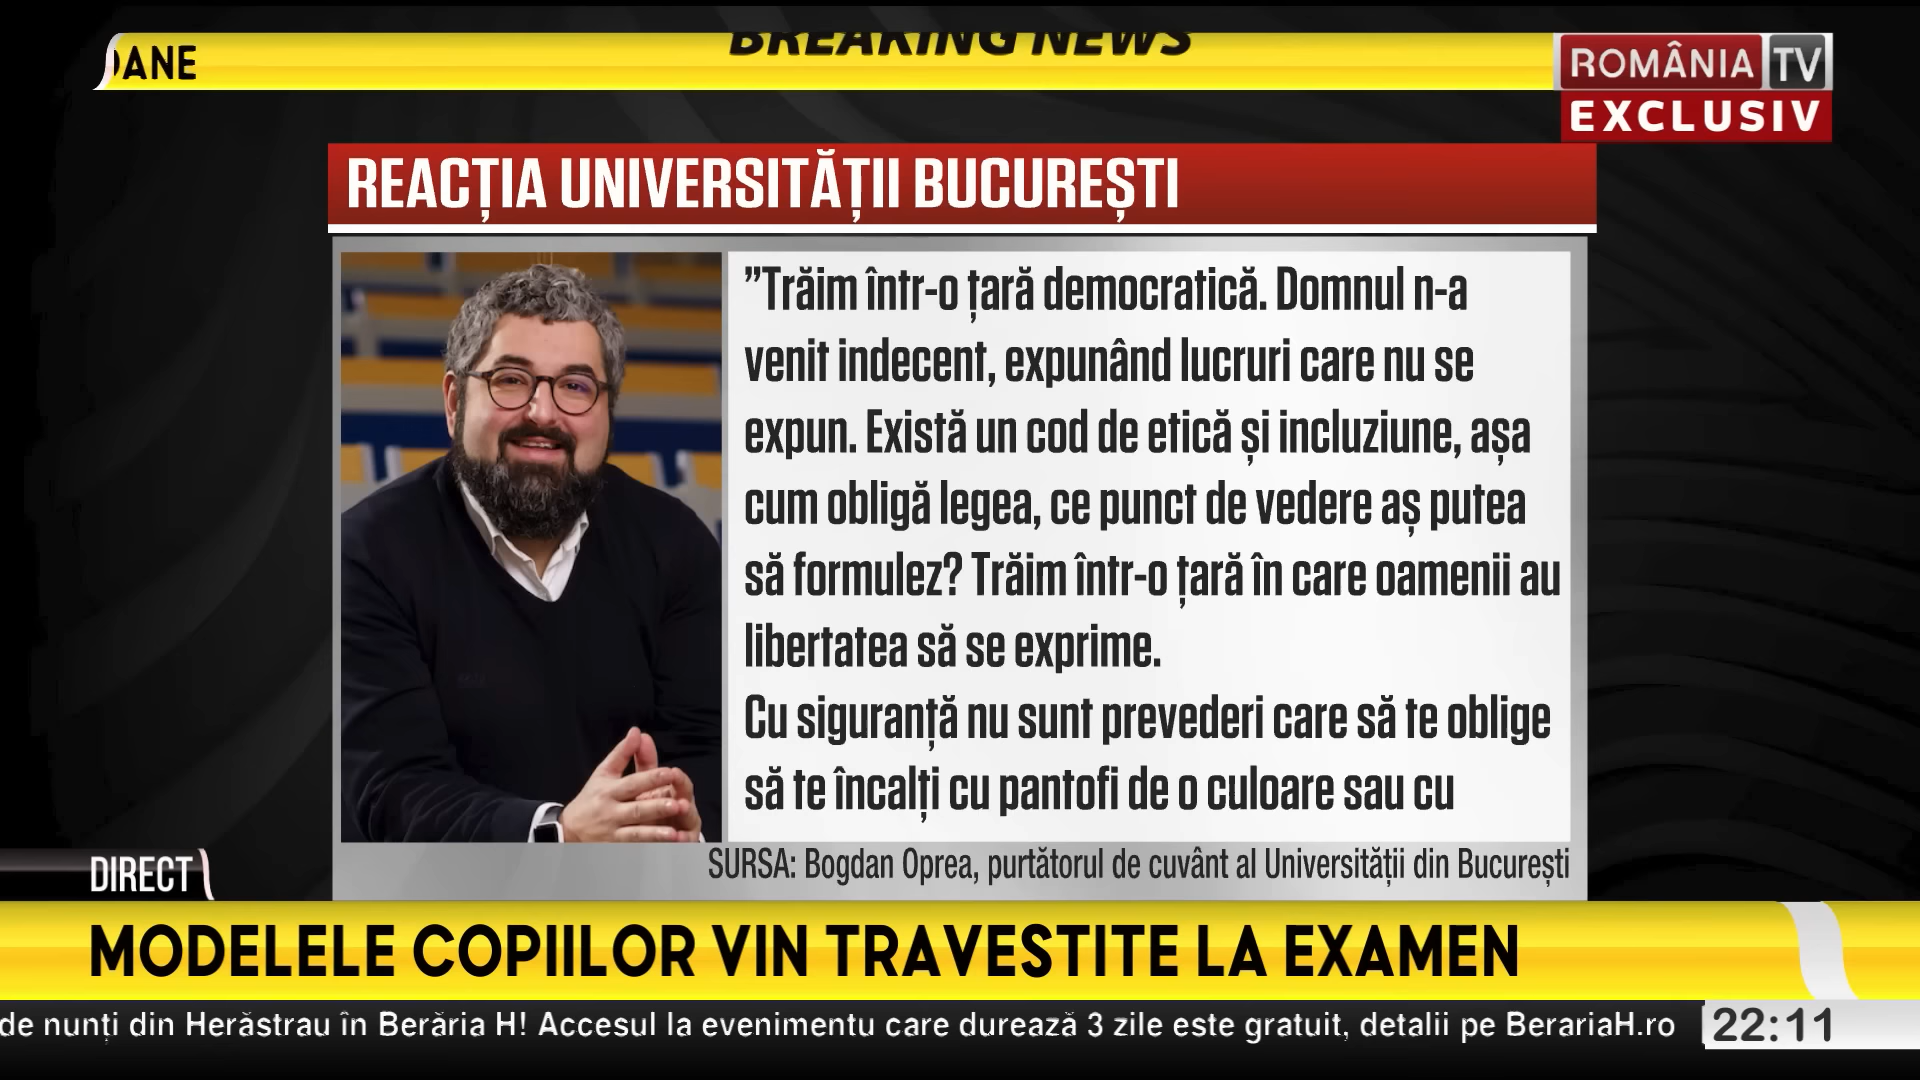 BREAKING NEWS
ROMÂNIA TV
EXCLUSIV
REACȚIA UNIVERSITĂȚII BUCUREȘTI
”Trăim într-o țară democratică. Domnul n-a
venit indecent, expunând lucruri care nu se
expun. Există un cod de etică și incluziune, așa
cum obligă legea, ce punct de vedere aș putea
să formulez? Trăim într-o țară în care oamenii au
libertatea să se exprime.
Cu siguranță nu sunt prevederi care să te oblige
să te încalți cu pantofi de o culoare sau cu
SURSA: Bogdan Oprea, purtătorul de cuvânt al Universității din București
DIRECT
MODELELE COPIILOR VIN TRAVESTITE LA EXAMEN
de nunți din Herăstrau în Berăria H! Accesul la evenimentu care durează 3 zile este gratuit, detalii pe BerariaH.ro
22:11